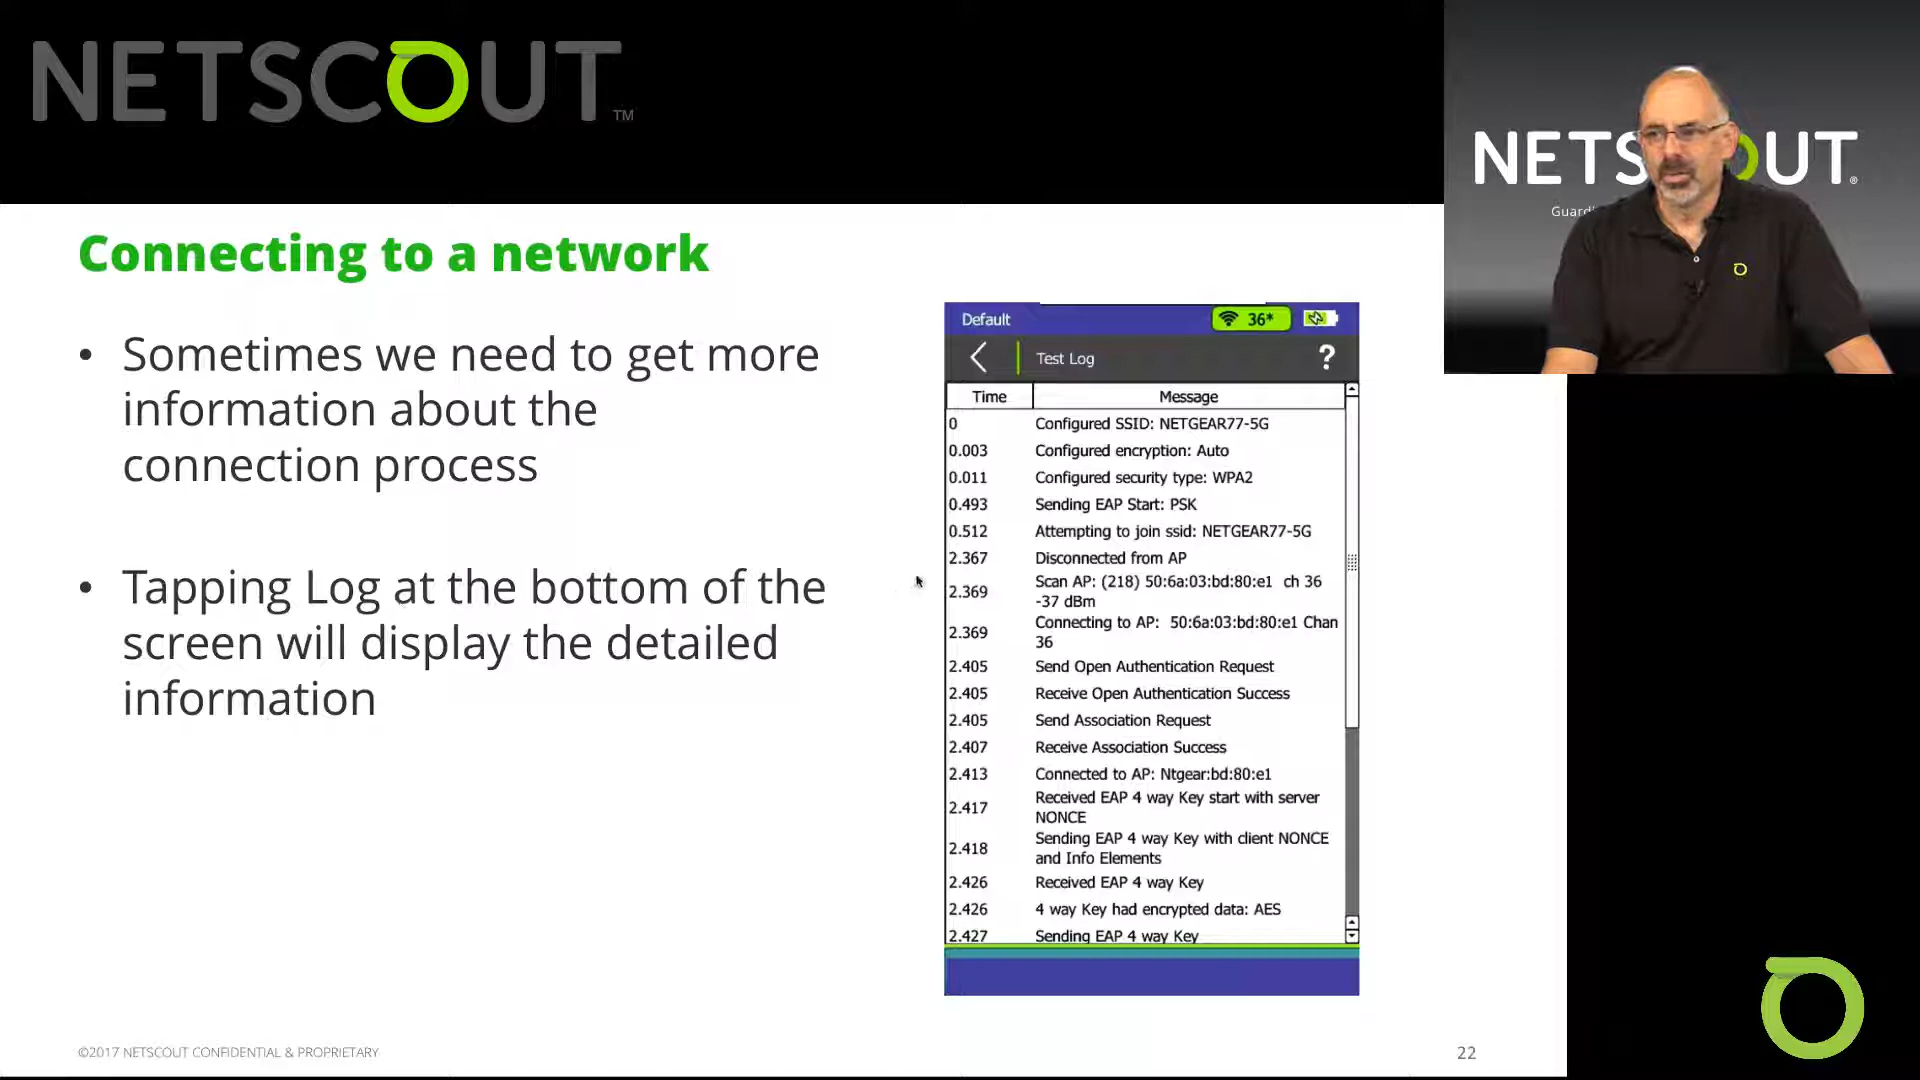 NETSCOUT™
NETSCOUT®
Connecting to a network
• Sometimes we need to get more
information about the
connection process
• Tapping Log at the bottom of the
screen will display the detailed
information
Default
36*
Test Log
?
Time Message
0 Configured SSID: NETGEAR77-5G
0.003 Configured encryption: Auto
0.011 Configured security type: WPA2
0.493 Sending EAP Start: PSK
0.512 Attempting to join ssid: NETGEAR77-5G
2.367 Disconnected from AP
2.369 Scan AP: (218) 50:6a:03:bd:80:e1 ch 36
-37 dBm
2.369 Connecting to AP: 50:6a:03:bd:80:e1 Chan
36
2.405 Send Open Authentication Request
2.405 Receive Open Authentication Success
2.405 Send Association Request
2.407 Receive Association Success
2.413 Connected to AP: Ntgear:bd:80:e1
2.417 Received EAP 4 way Key start with server
NONCE
2.418 Sending EAP 4 way Key with client NONCE
and Info Elements
2.426 Received EAP 4 way Key
2.426 4 way Key had encrypted data: AES
2.427 Sending EAP 4 way Key
©2017 NETSCOUT CONFIDENTIAL & PROPRIETARY
22